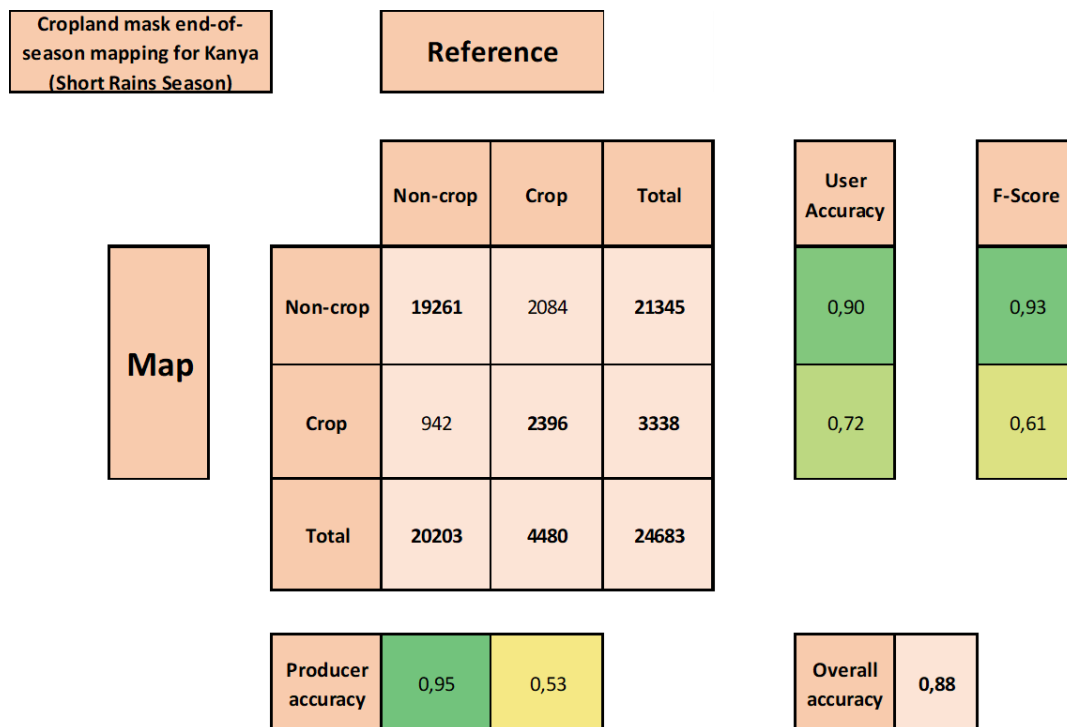 Cropland mask end-of-
season mapping for Kanya
(Short Rains Season)
Reference
Non-crop Crop Total
User
Accuracy
F-Score
Map
Non-crop 19261 2084 21345 0,90 0,93
Crop 942 2396 3338 0,72 0,61
Total 20203 4480 24683
Producer
accuracy
0,95 0,53
Overall
accuracy
0,88